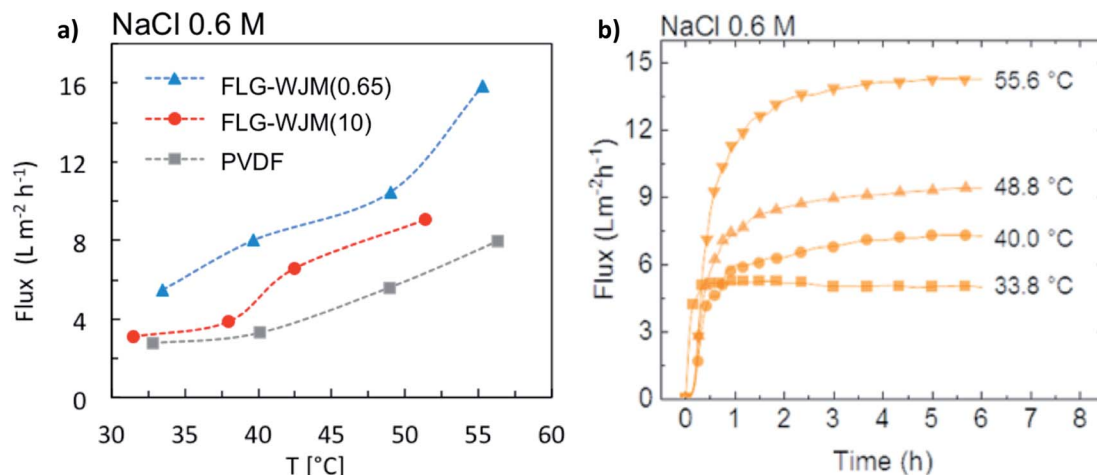 a)
NaCl 0.6 M
Flux (L m⁻² h⁻¹)
16
12
8
4
0
FLG-WJM(0.65)
FLG-WJM(10)
PVDF
30 35 40 45 50 55 60
T [°C]
b)
NaCl 0.6 M
Flux (Lm⁻²h⁻¹)
15
12
9
6
3
0
55.6 °C
48.8 °C
40.0 °C
33.8 °C
0 1 2 3 4 5 6 7 8
Time (h)